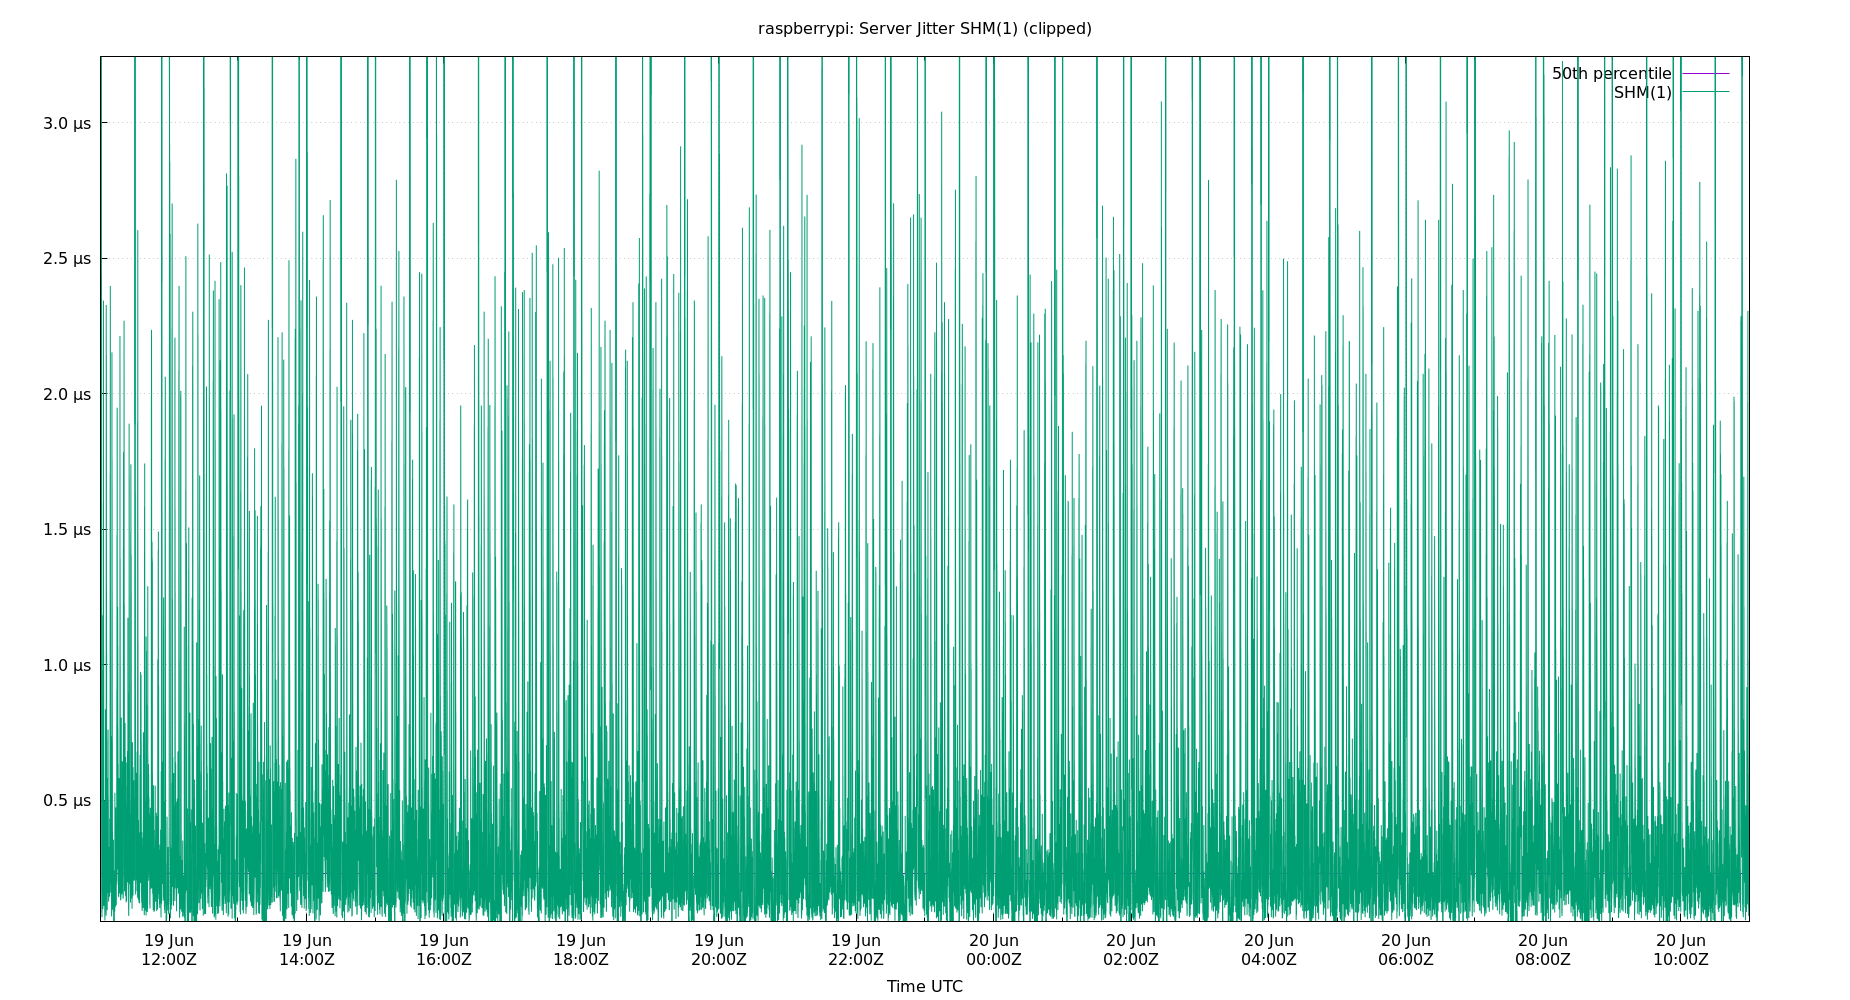 raspberrypi: Server Jitter SHM(1) (clipped)
50th percentile
SHM(1)
3.0 µs
2.5 µs
2.0 µs
1.5 µs
1.0 µs
0.5 µs
19 Jun 19 Jun 19 Jun 19 Jun 19 Jun 19 Jun 20 Jun 20 Jun 20 Jun 20 Jun 20 Jun 20 Jun
12:00Z 14:00Z 16:00Z 18:00Z 20:00Z 22:00Z 00:00Z 02:00Z 04:00Z 06:00Z 08:00Z 10:00Z
Time UTC